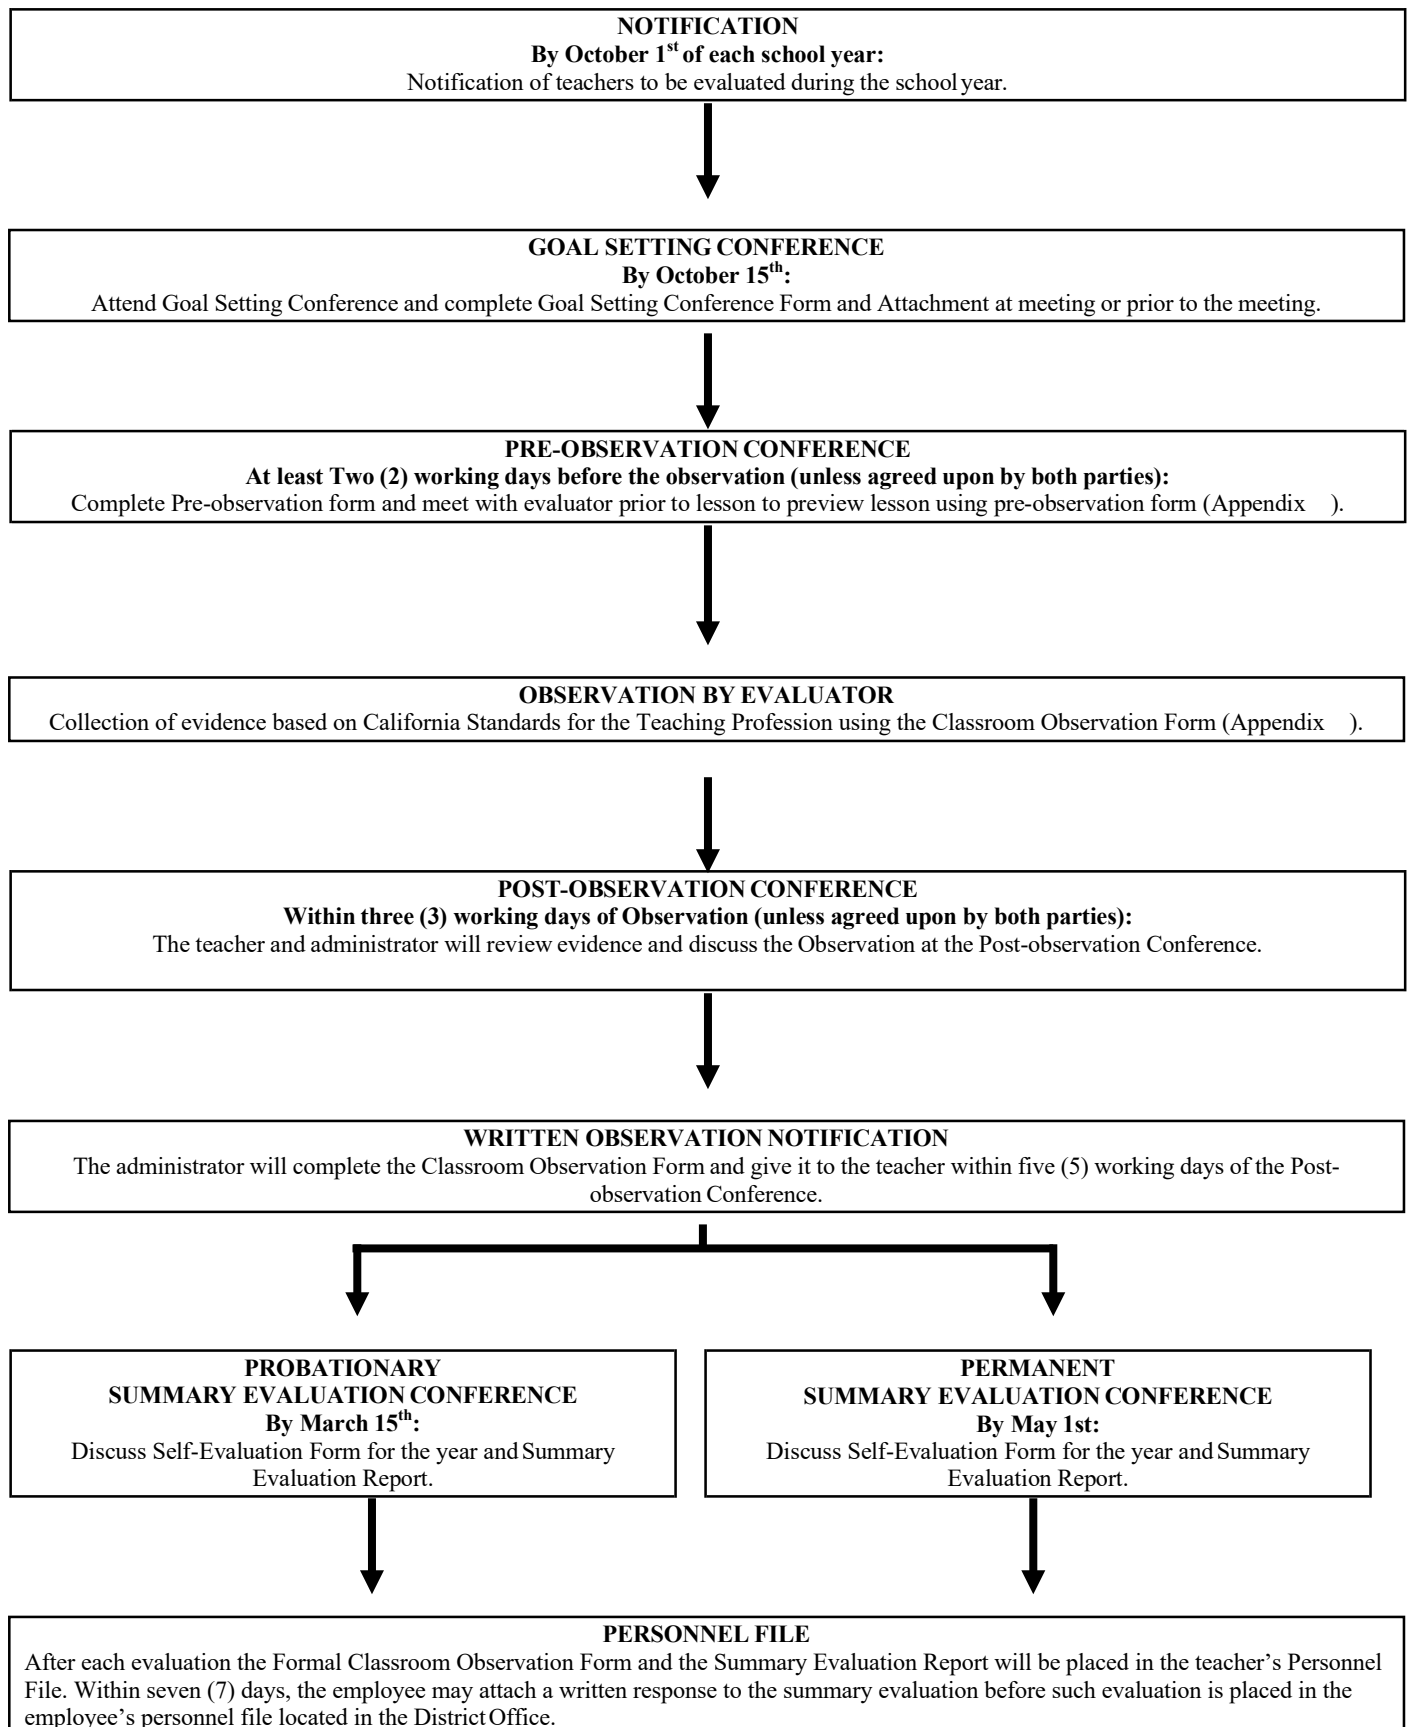 NOTIFICATION
By October 1st of each school year:
Notification of teachers to be evaluated during the school year.
GOAL SETTING CONFERENCE
By October 15th:
Attend Goal Setting Conference and complete Goal Setting Conference Form and Attachment at meeting or prior to the meeting.
PRE-OBSERVATION CONFERENCE
At least Two (2) working days before the observation (unless agreed upon by both parties):
Complete Pre-observation form and meet with evaluator prior to lesson to preview lesson using pre-observation form (Appendix    ).
OBSERVATION BY EVALUATOR
Collection of evidence based on California Standards for the Teaching Profession using the Classroom Observation Form (Appendix    ).
POST-OBSERVATION CONFERENCE
Within three (3) working days of Observation (unless agreed upon by both parties):
The teacher and administrator will review evidence and discuss the Observation at the Post-observation Conference.
WRITTEN OBSERVATION NOTIFICATION
The administrator will complete the Classroom Observation Form and give it to the teacher within five (5) working days of the Post-
observation Conference.
PROBATIONARY
SUMMARY EVALUATION CONFERENCE
By March 15th:
Discuss Self-Evaluation Form for the year and Summary
Evaluation Report.
PERMANENT
SUMMARY EVALUATION CONFERENCE
By May 1st:
Discuss Self-Evaluation Form for the year and Summary
Evaluation Report.
PERSONNEL FILE
After each evaluation the Formal Classroom Observation Form and the Summary Evaluation Report will be placed in the teacher’s Personnel
File. Within seven (7) days, the employee may attach a written response to the summary evaluation before such evaluation is placed in the
employee’s personnel file located in the District Office.